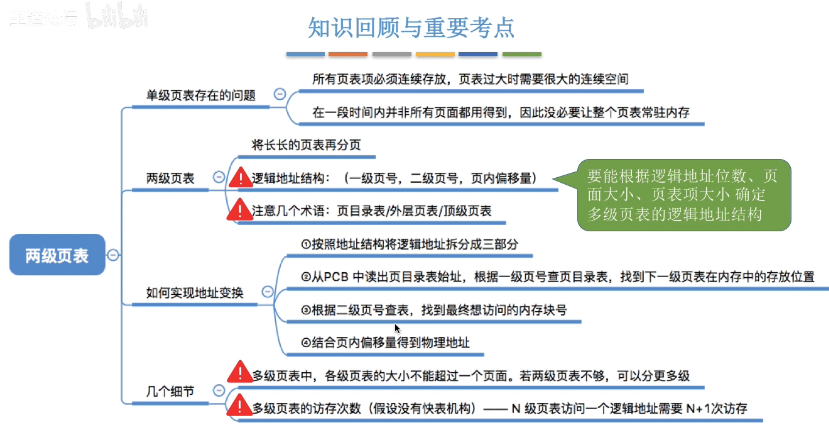 bilibili
知识回顾与重要考点
所有页表项必须连续存放，页表过大时需要很大的连续空间
单级页表存在的问题
在一段时间内并非所有页面都用得到，因此没必要让整个页表常驻内存
将长长的页表再分页
两级页表
逻辑地址结构：（一级页号，二级页号，页内偏移量）
要能根据逻辑地址位数、页
面大小、页表项大小 确定
多级页表的逻辑地址结构
注意几个术语：页目录表/外层页表/顶级页表
两级页表
①按照地址结构将逻辑地址拆分成三部分
②从PCB 中读出页目录表始址，根据一级页号查页目录表，找到下一级页表在内存中的存放位置
如何实现地址变换
③根据二级页号查表，找到最终想访问的内存块号
④结合页内偏移量得到物理地址
多级页表中，各级页表的大小不能超过一个页面。若两级页表不够，可以分更多级
几个细节
多级页表的访存次数（假设没有快表机构）—— N 级页表访问一个逻辑地址需要 N+1次访存